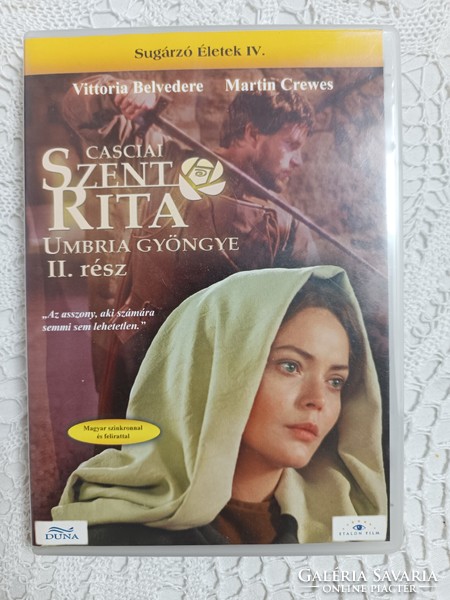 Sugárzó Életek IV.
Vittoria Belvedere Martin Crewes
CASCIAI
SZENT
RITA
UMBRIA GYÖNGYE
II. rész
„Az asszony, aki számára
semmi sem lehetetlen.”
Magyar szinkronnal
és felirattal
DUNA
ETALON FILM
GALÉRIA SAVARIA
ONLINE PIACTÉR